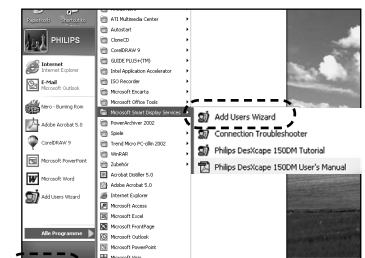 PHILIPS
Internet
Internet Explorer
E-Mail
Microsoft Outlook
Nero - Burning Rom
Adobe Acrobat 5.0
CorelDRAW 9
Microsoft PowerPoint
Microsoft Word
Add Users Wizard
Alle Programme
ATI Multimedia Center
Autostart
CloneCD
CorelDRAW 9
GUIDE PLUS+(TM)
Intel Application Accelerator
ISO Recorder
Microsoft Encarta
Microsoft Office Tools
Microsoft Smart Display Services
PowerArchiver 2002
Spiele
Trend Micro PC-cillin 2002
WinRAR
Zubehör
Acrobat Distiller 5.0
Adobe Acrobat 5.0
Internet Explorer
Microsoft Access
Microsoft Excel
Microsoft FrontPage
Microsoft Outlook
Microsoft PowerPoint
Add Users Wizard
Connection Troubleshooter
Philips DesXcape 150DM Tutorial
Philips DesXcape 150DM User's Manual